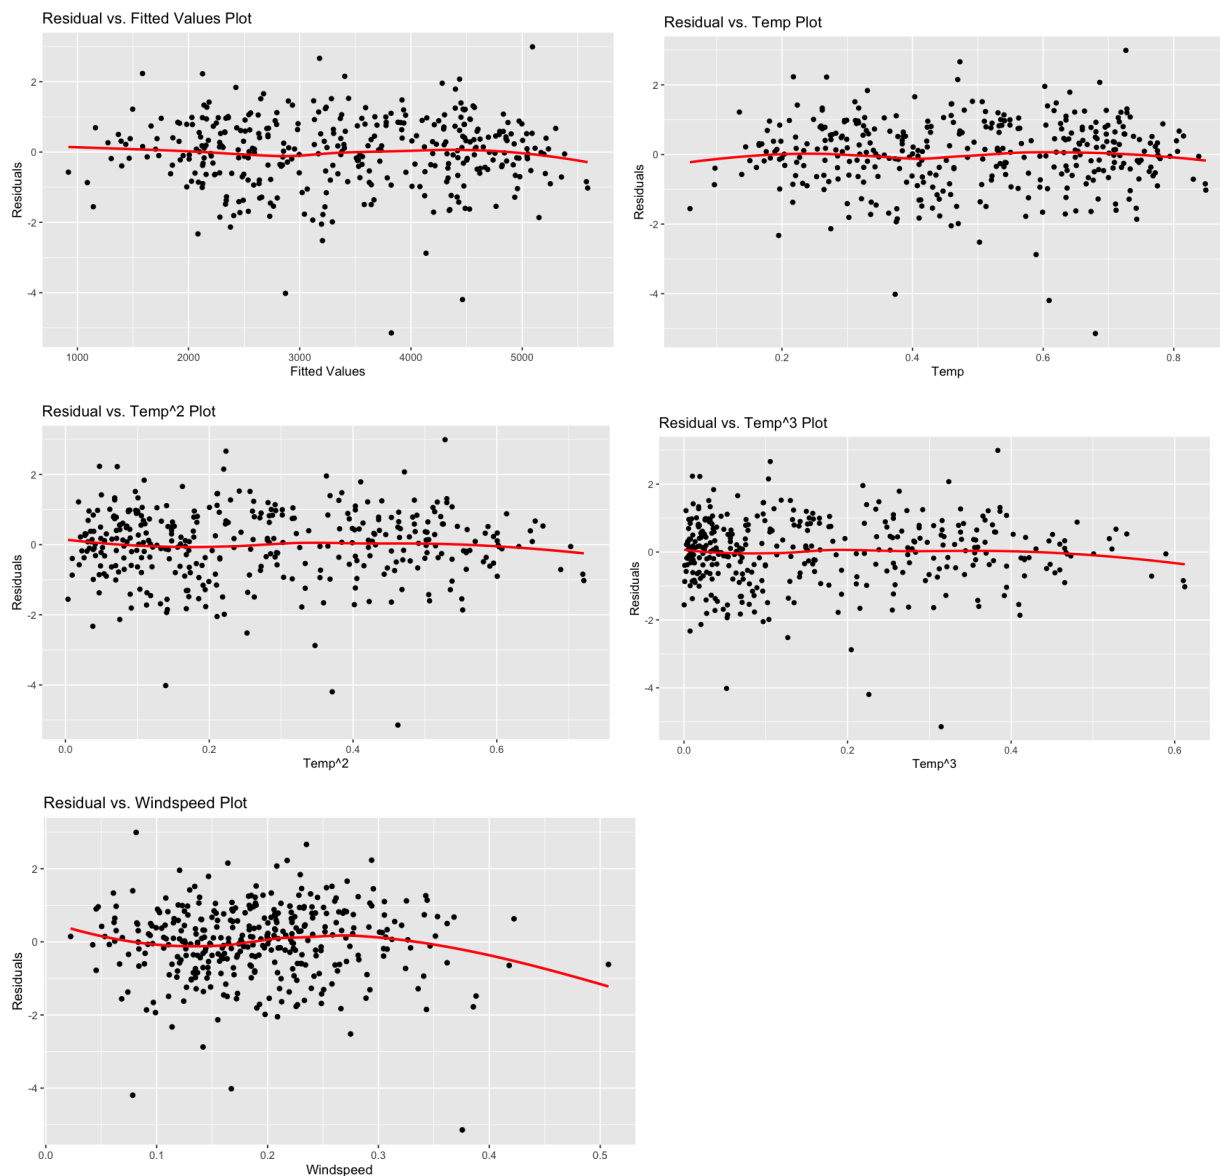 Residual vs. Fitted Values Plot
Residuals
2
0
-2
-4
1000 2000 3000 4000 5000
Fitted Values
Residual vs. Temp Plot
Residuals
2
0
-2
-4
0.2 0.4 0.6 0.8
Temp
Residual vs. Temp^2 Plot
Residuals
2
0
-2
-4
0.0 0.2 0.4 0.6
Temp^2
Residual vs. Temp^3 Plot
Residuals
2
0
-2
-4
0.0 0.2 0.4 0.6
Temp^3
Residual vs. Windspeed Plot
Residuals
2
0
-2
-4
0.0 0.1 0.2 0.3 0.4 0.5
Windspeed